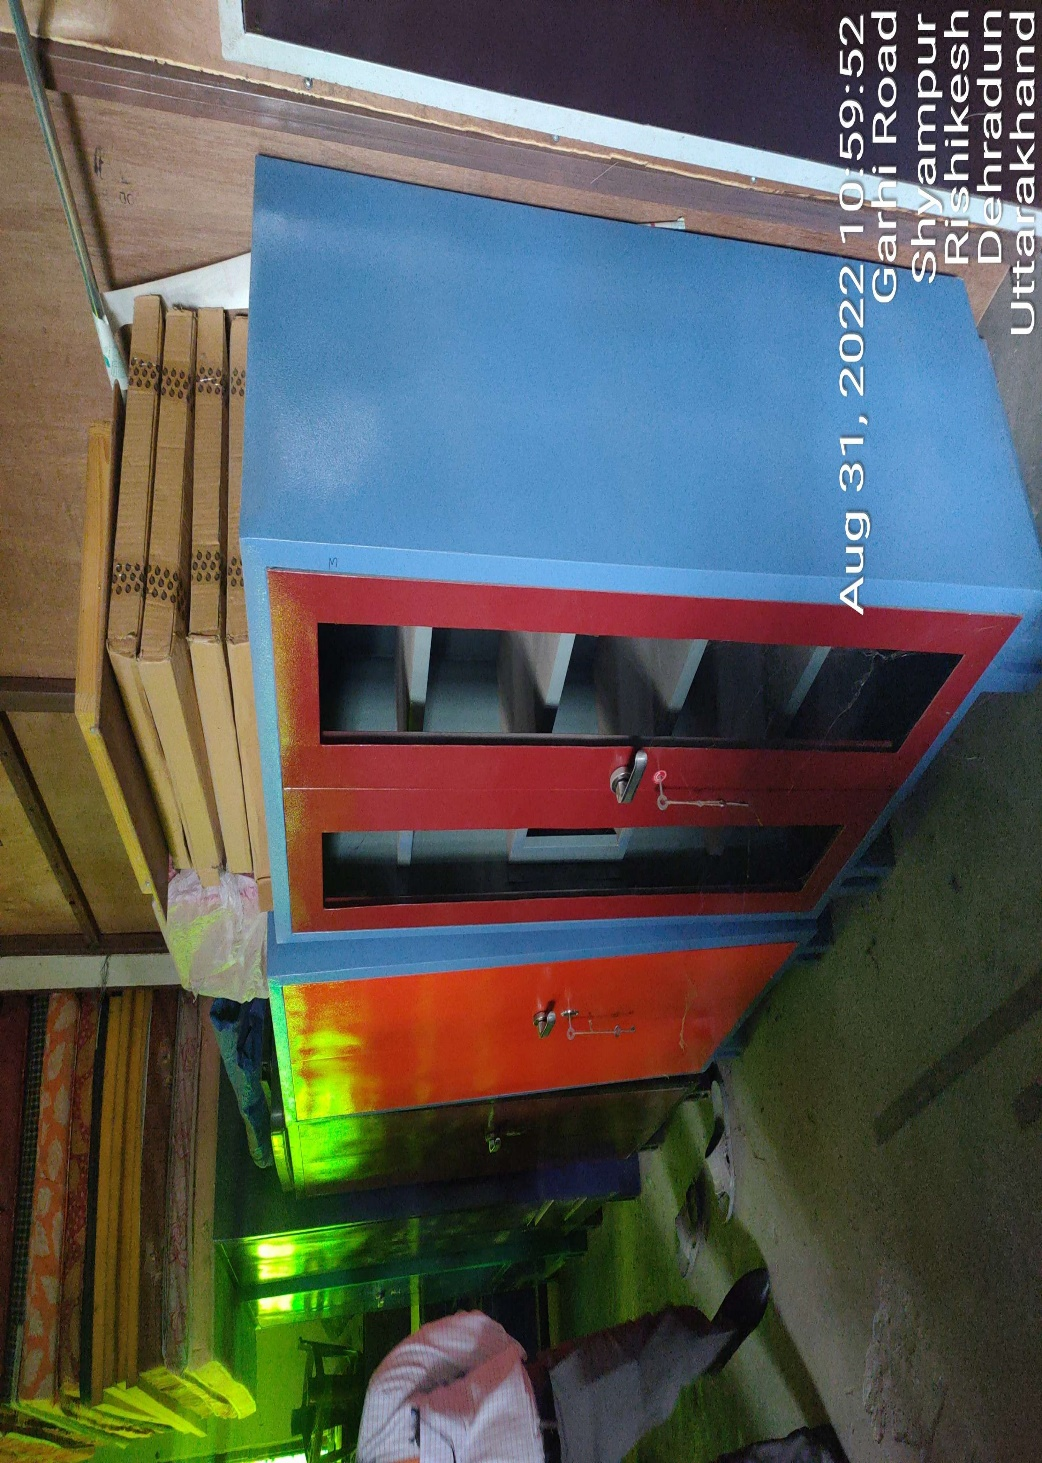 Aug 31, 2022 10:59:52
Garhi Road
Shyampur
Rishikesh
Dehradun
Uttarakhand
M